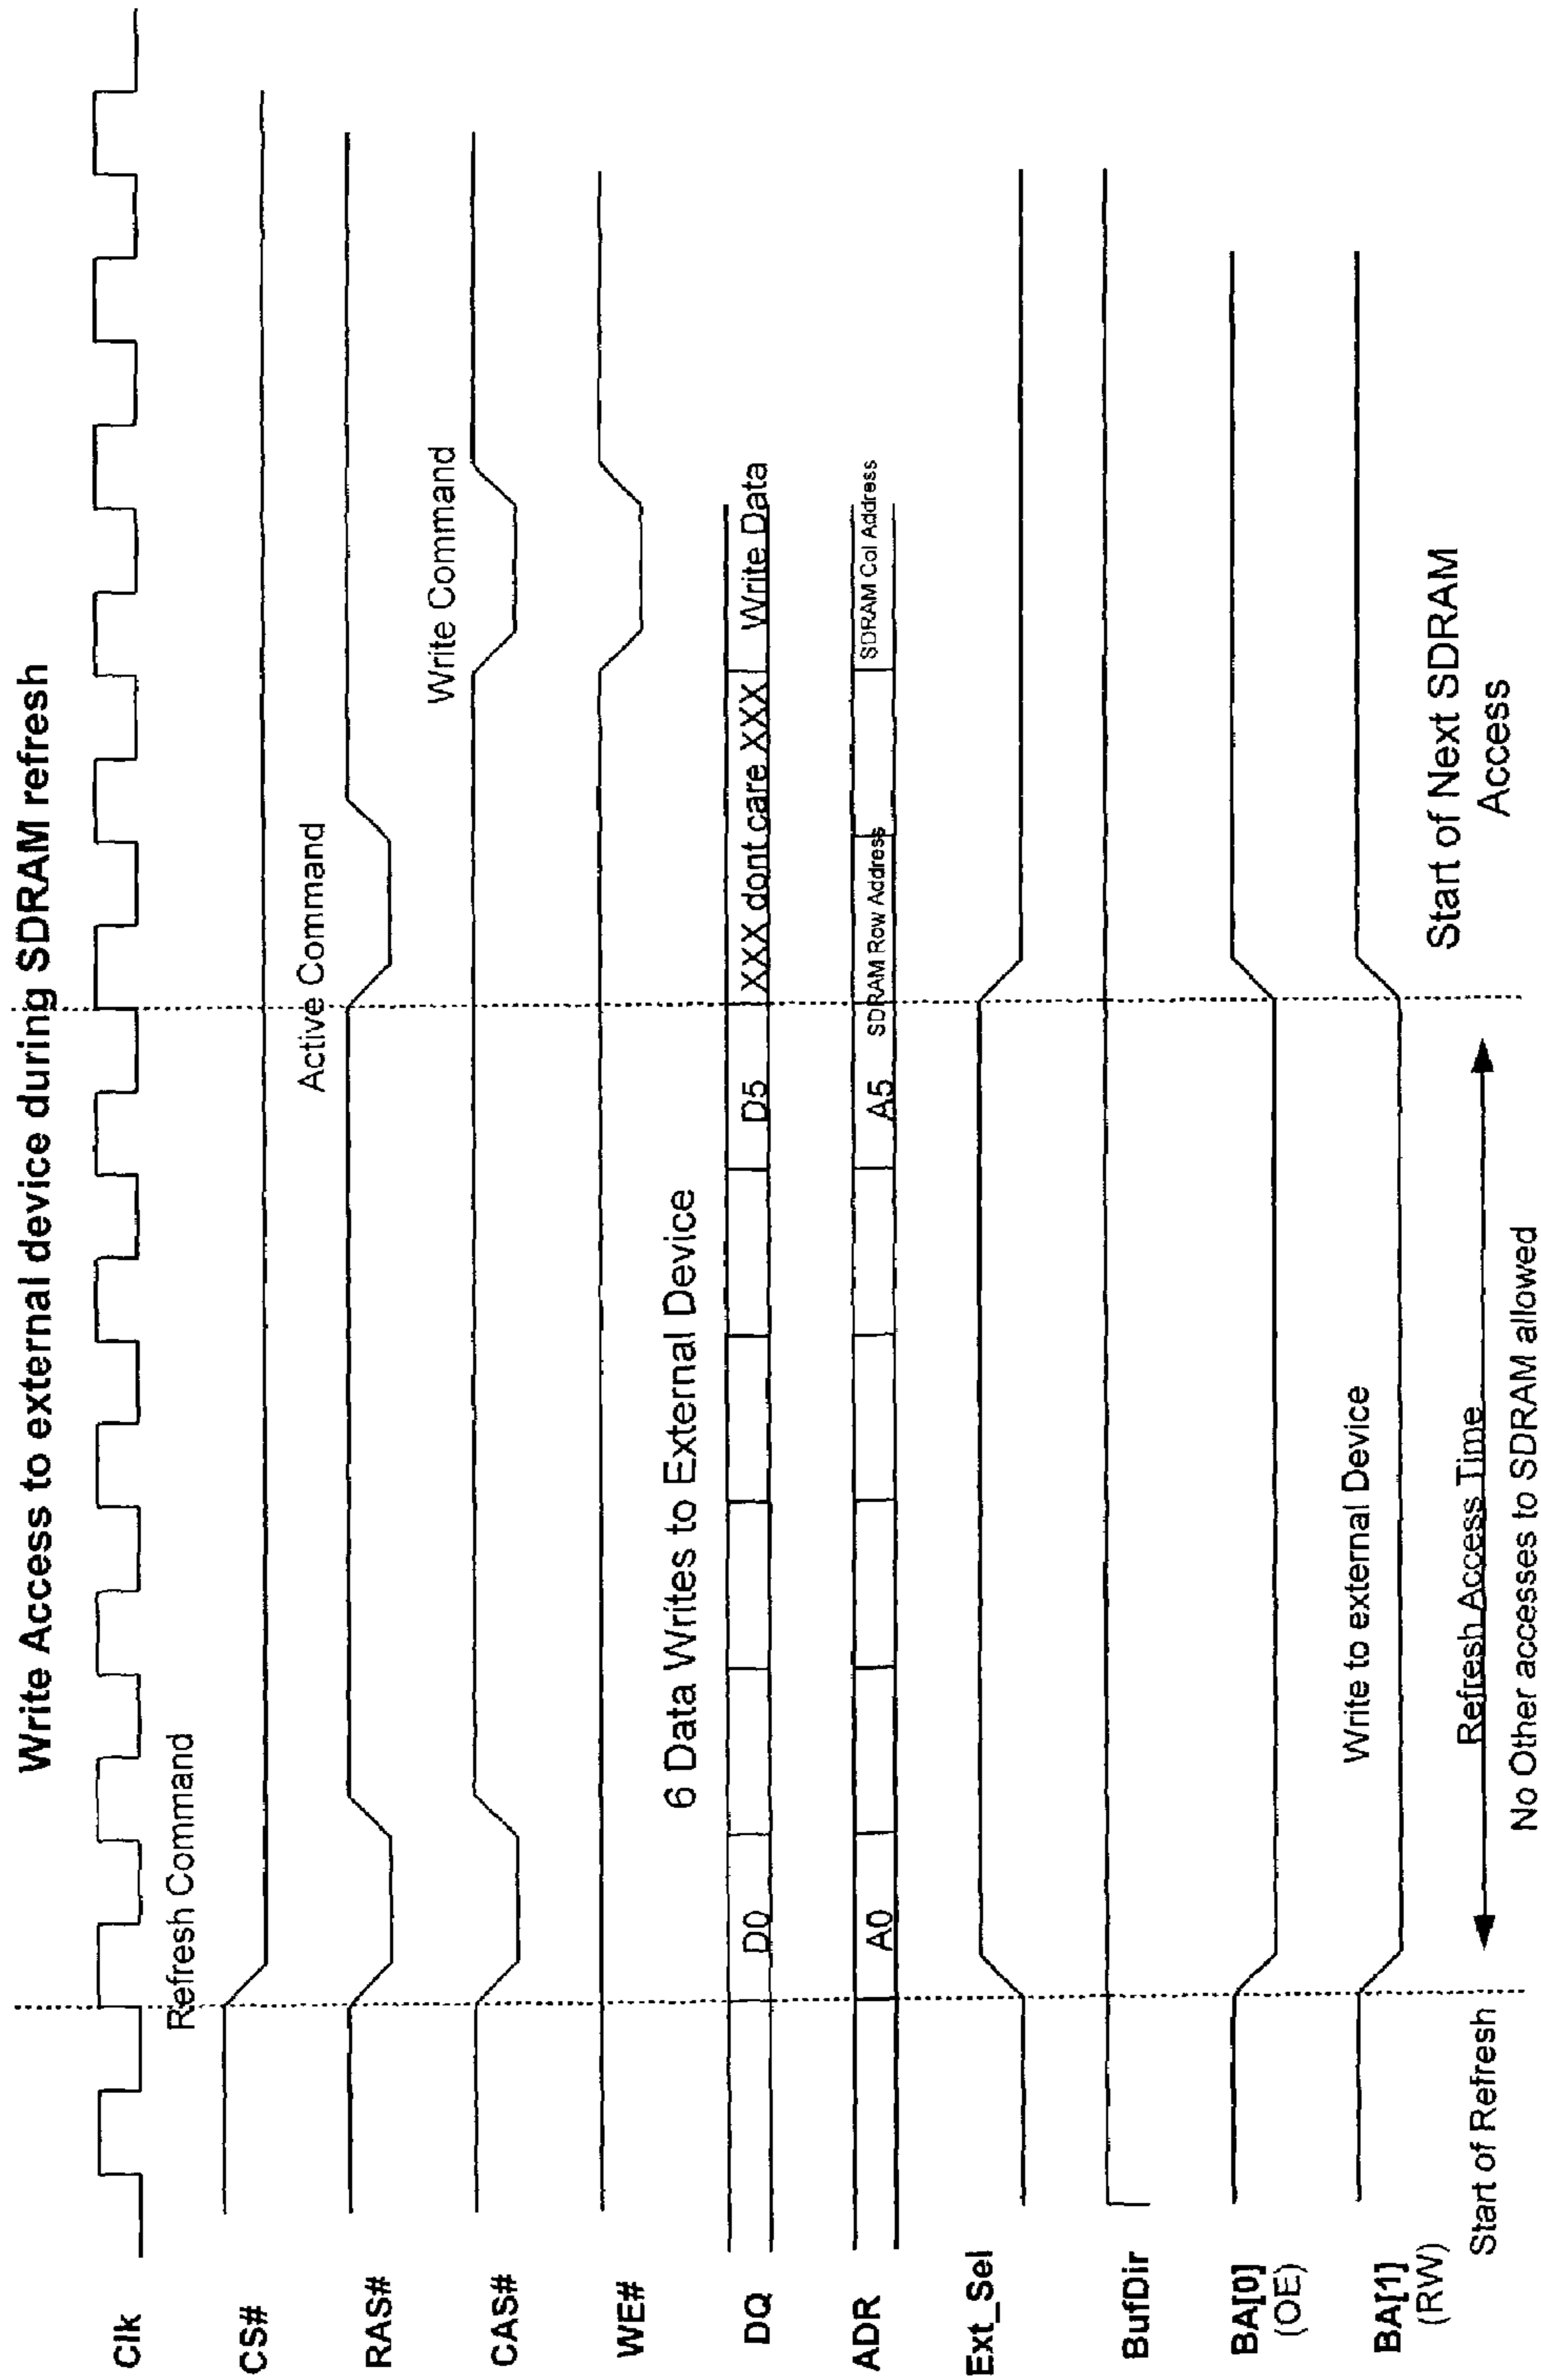 Write Access to external device during SDRAM refresh
Clk
Refresh Command
CS#
Active Command
RAS#
Write Command
CAS#
WE#
6 Data Writes to External Device
DQ
D0
D5
XXX dont care XXX
Write Data
ADR
A0
A5
SDRAM Row Address
SDRAM Col Address
Ext_Sel
BufDir
BA[0]
(OE)
Write to external Device
BA[1]
(RW)
Start of Refresh
Refresh Access Time
No Other accesses to SDRAM allowed
Start of Next SDRAM
Access